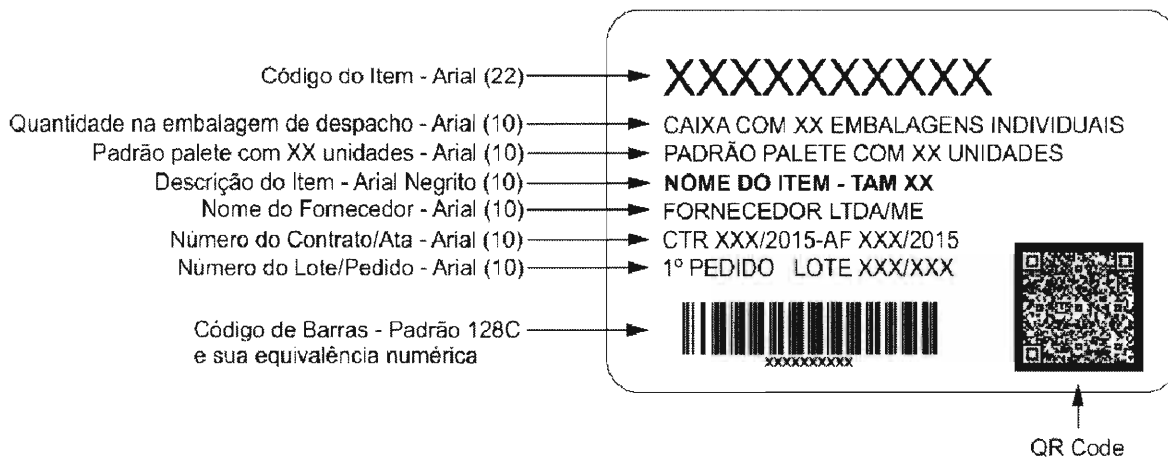 Código do Item - Arial (22)
XXXXXXXXXX
Quantidade na embalagem de despacho - Arial (10)
CAIXA COM XX EMBALAGENS INDIVIDUAIS
Padrão palete com XX unidades - Arial (10)
PADRÃO PALETE COM XX UNIDADES
Descrição do Item - Arial Negrito (10)
NOME DO ITEM - TAM XX
Nome do Fornecedor - Arial (10)
FORNECEDOR LTDA/ME
Número do Contrato/Ata - Arial (10)
CTR XXX/2015-AF XXX/2015
Número do Lote/Pedido - Arial (10)
1º PEDIDO LOTE XXX/XXX
Código de Barras - Padrão 128C
e sua equivalência numérica
XXXXXXXXXX
QR Code